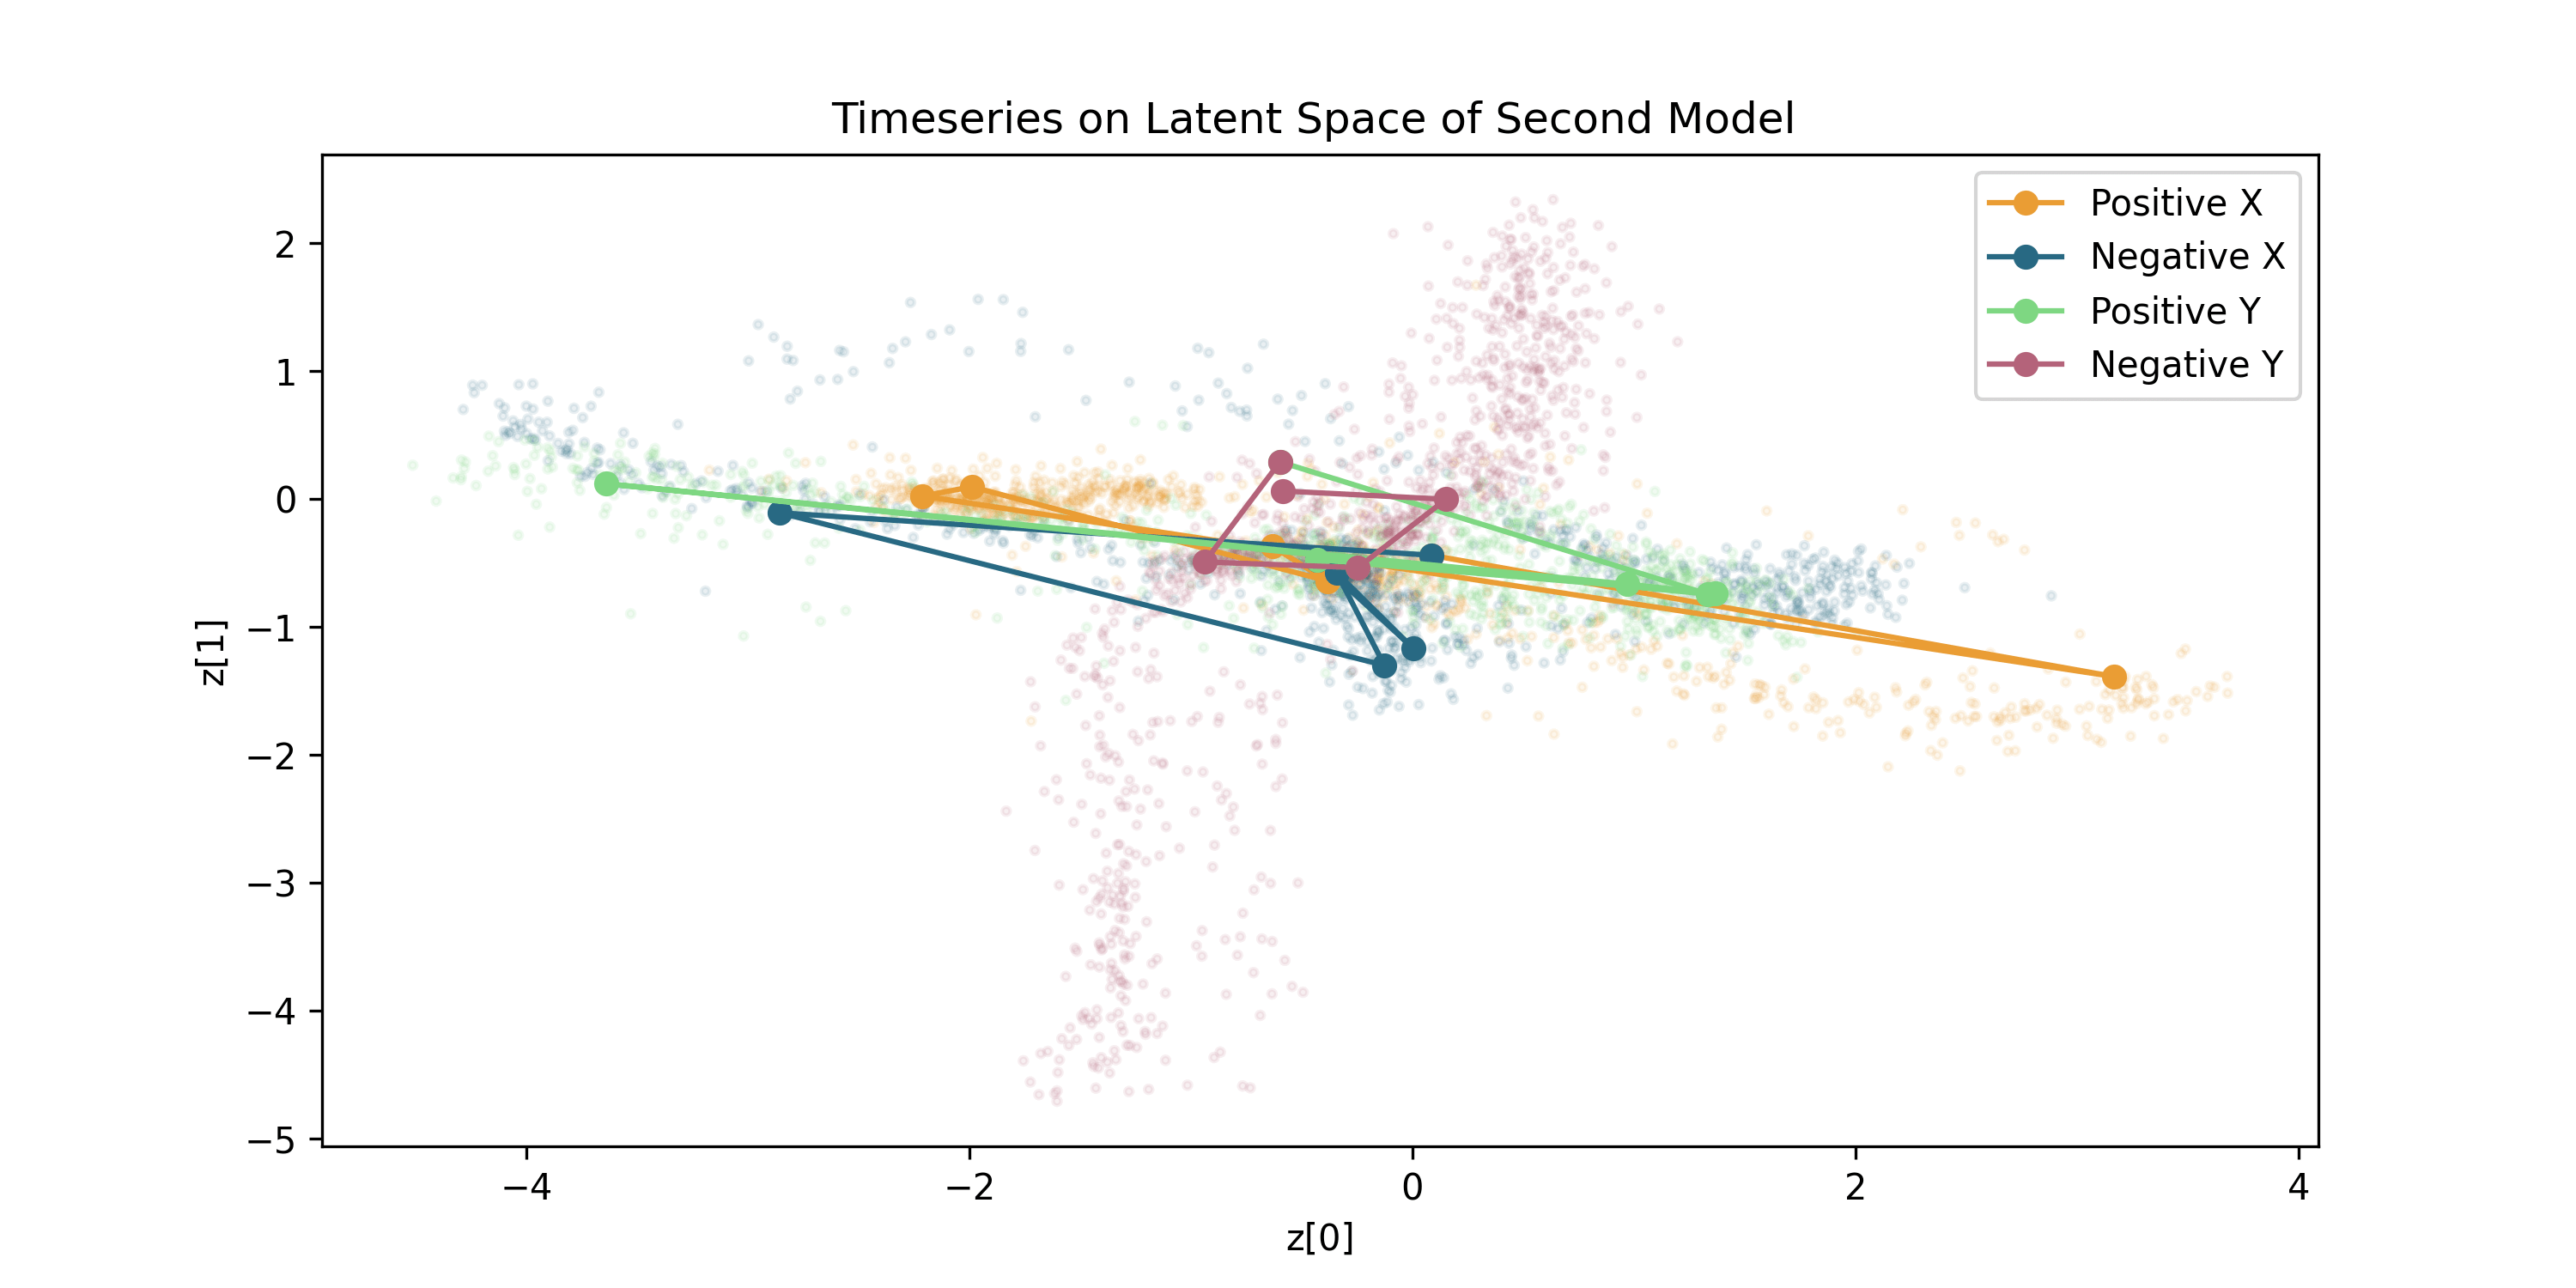 Timeseries on Latent Space of Second Model
Positive X
Negative X
Positive Y
Negative Y
2
1
0
−1
−2
−3
−4
−5
z[1]
−4
−2
0
2
4
z[0]